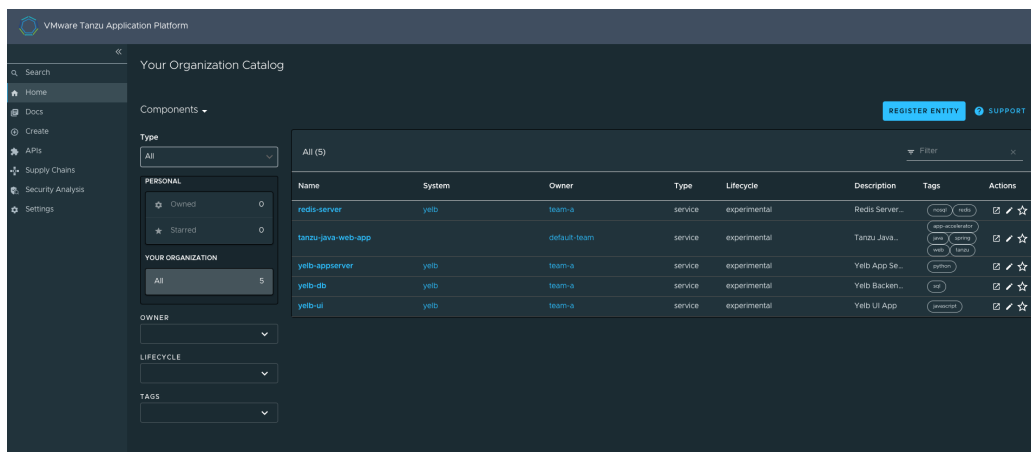 VMware Tanzu Application Platform
«
Search
Home
Docs
Create
APIs
Supply Chains
Security Analysis
Settings
Your Organization Catalog
Components
REGISTER ENTITY
SUPPORT
Type
All
PERSONAL
Owned 0
Starred 0
YOUR ORGANIZATION
All 5
OWNER
LIFECYCLE
TAGS
All (5)
Filter
Name System Owner Type Lifecycle Description Tags Actions
redis-server yelb team-a service experimental Redis Server... nosql redis
tanzu-java-web-app default-team service experimental Tanzu Java... app-accelerator java spring web tanzu
yelb-appserver yelb team-a service experimental Yelb App Se... python
yelb-db yelb team-a service experimental Yelb Backen... sql
yelb-ui yelb team-a service experimental Yelb UI App javascript